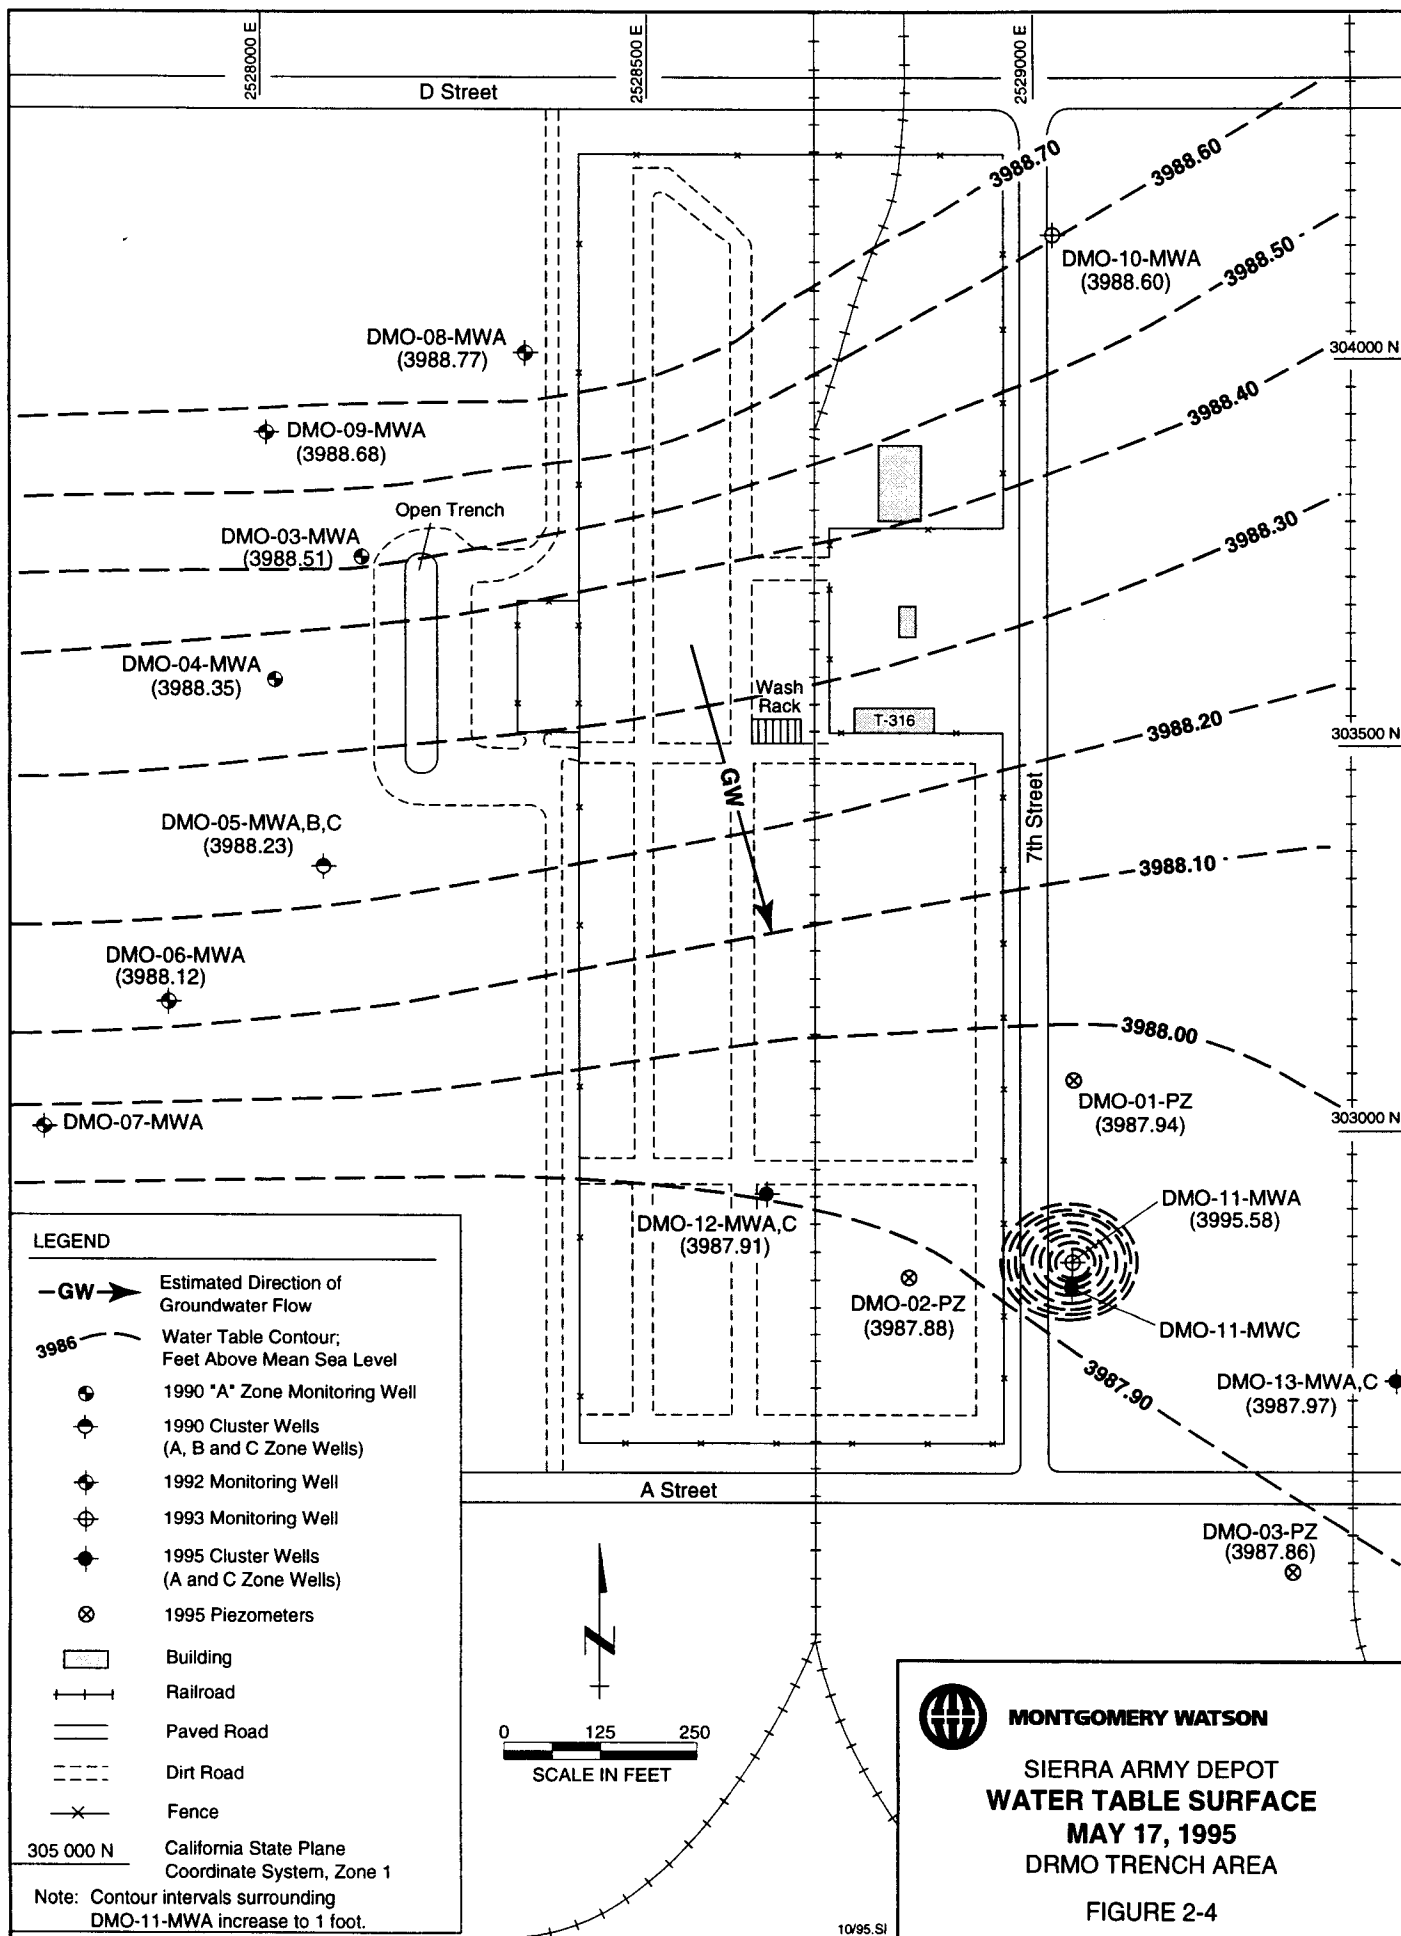 2528000 E
2528500 E
2529000 E
D Street
3988.70
3988.60
DMO-10-MWA
(3988.60)
3988.50
DMO-08-MWA
(3988.77)
304000 N
3988.40
DMO-09-MWA
(3988.68)
Open Trench
3988.30
DMO-03-MWA
(3988.51)
DMO-04-MWA
(3988.35)
Wash
Rack
T-316
3988.20
303500 N
GW
7th Street
DMO-05-MWA,B,C
(3988.23)
3988.10
DMO-06-MWA
(3988.12)
3988.00
DMO-01-PZ
(3987.94)
303000 N
DMO-07-MWA
DMO-11-MWA
(3995.58)
DMO-12-MWA,C
(3987.91)
DMO-02-PZ
(3987.88)
DMO-11-MWC
3987.90
DMO-13-MWA,C
(3987.97)
A Street
DMO-03-PZ
(3987.86)
LEGEND
GW
Estimated Direction of
Groundwater Flow
3986
Water Table Contour;
Feet Above Mean Sea Level
1990 "A" Zone Monitoring Well
1990 Cluster Wells
(A, B and C Zone Wells)
1992 Monitoring Well
1993 Monitoring Well
1995 Cluster Wells
(A and C Zone Wells)
1995 Piezometers
Building
Railroad
Paved Road
Dirt Road
Fence
305 000 N
California State Plane
Coordinate System, Zone 1
Note: Contour intervals surrounding
DMO-11-MWA increase to 1 foot.
N
0 125 250
SCALE IN FEET
10/95.SI
MONTGOMERY WATSON
SIERRA ARMY DEPOT
WATER TABLE SURFACE
MAY 17, 1995
DRMO TRENCH AREA
FIGURE 2-4